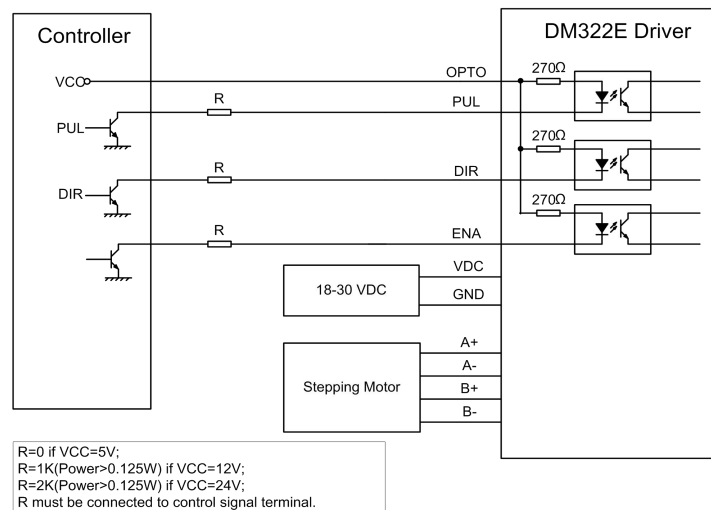 Controller
DM322E Driver
VCC
OPTO
270Ω
R
PUL
PUL
270Ω
R
DIR
DIR
270Ω
R
ENA
VDC
18-30 VDC
GND
A+
A-
Stepping Motor
B+
B-
R=0 if VCC=5V;
R=1K(Power>0.125W) if VCC=12V;
R=2K(Power>0.125W) if VCC=24V;
R must be connected to control signal terminal.